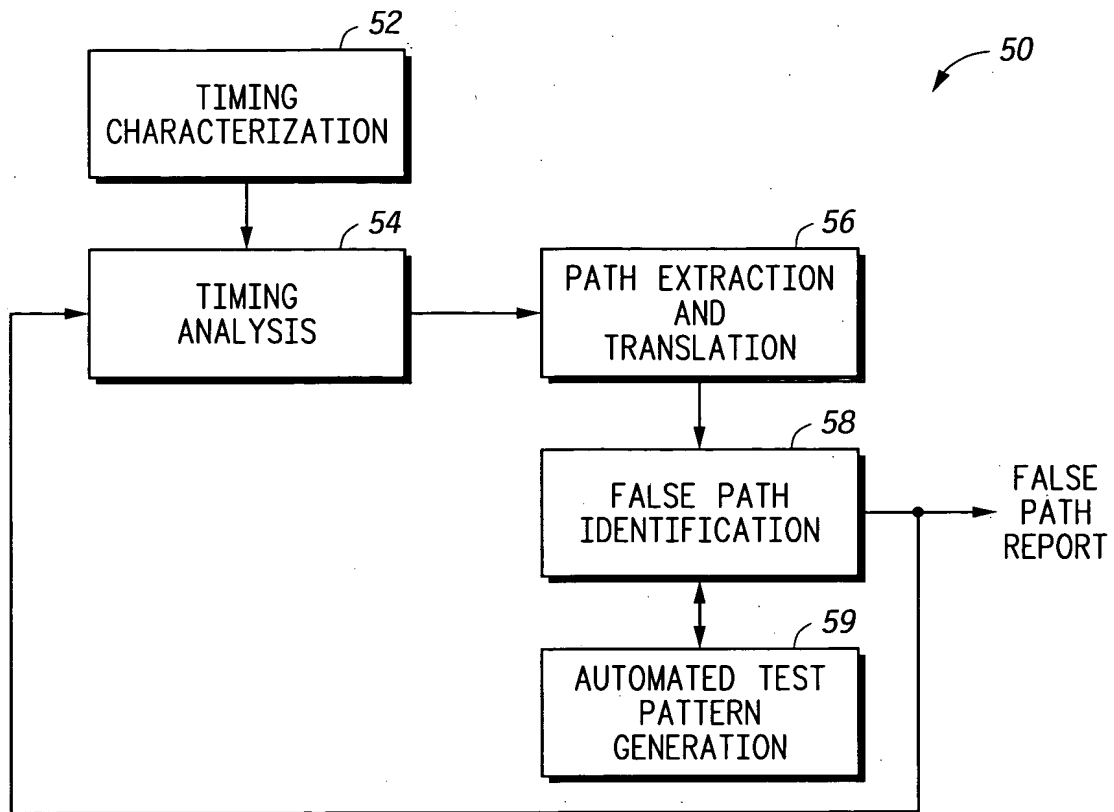 52
50
TIMING
CHARACTERIZATION
54
TIMING
ANALYSIS
56
PATH EXTRACTION
AND
TRANSLATION
58
FALSE PATH
IDENTIFICATION
FALSE
PATH
REPORT
59
AUTOMATED TEST
PATTERN
GENERATION